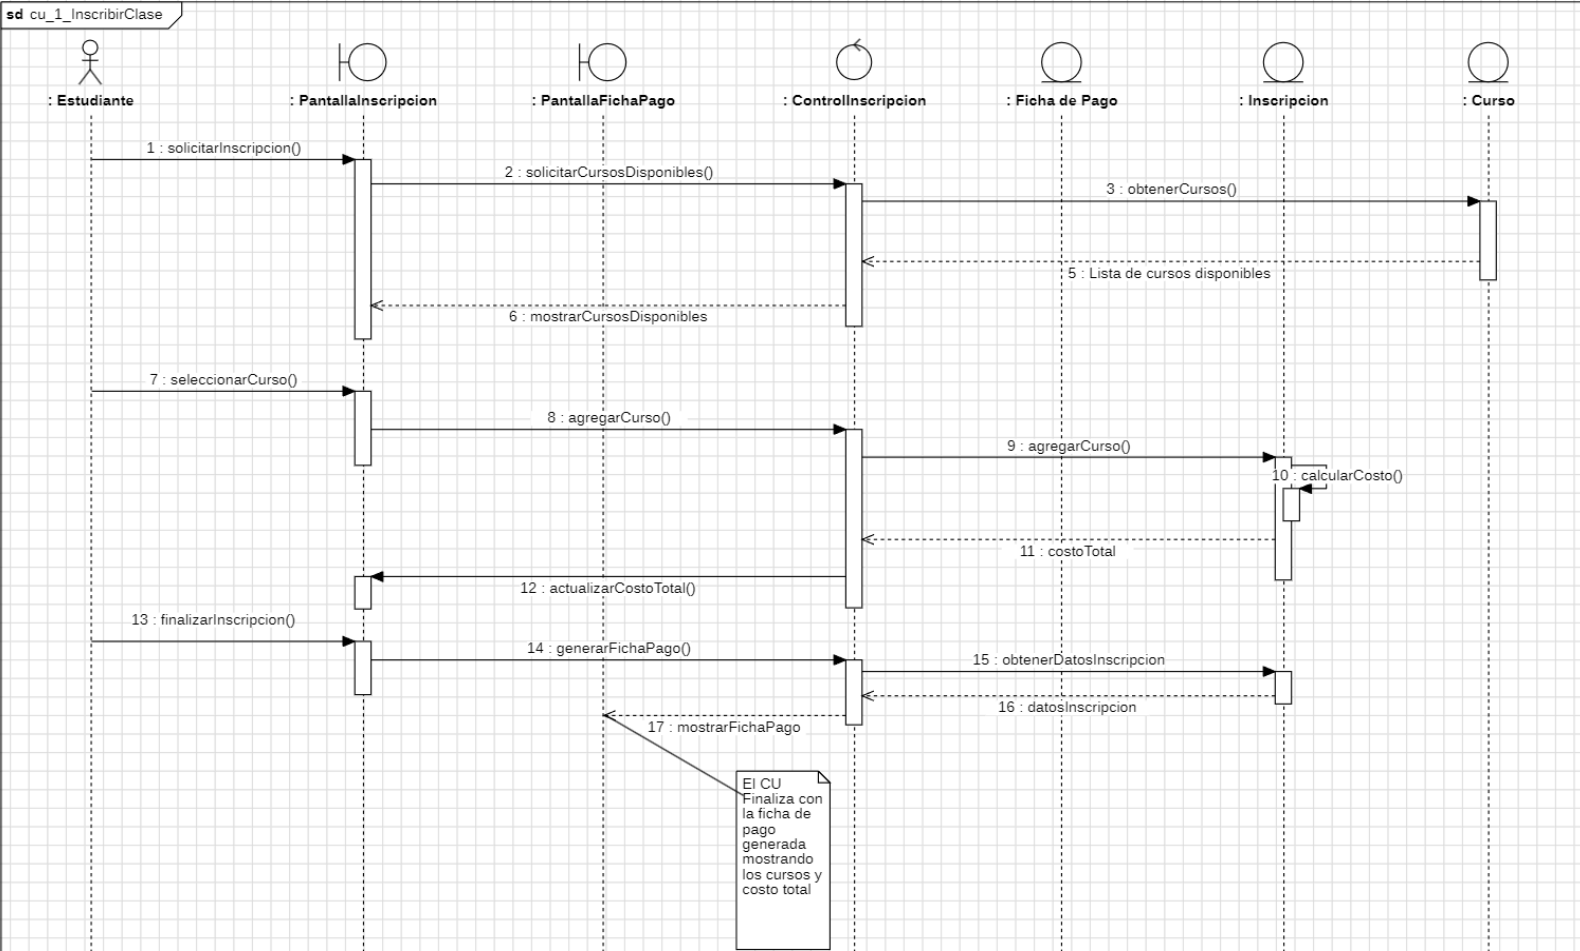 sd cu_1_InscribirClase
: Estudiante
: PantallaInscripcion
: PantallaFichaPago
: ControlInscripcion
: Ficha de Pago
: Inscripcion
: Curso
1 : solicitarInscripcion()
2 : solicitarCursosDisponibles()
3 : obtenerCursos()
5 : Lista de cursos disponibles
6 : mostrarCursosDisponibles
7 : seleccionarCurso()
8 : agregarCurso()
9 : agregarCurso()
10 : calcularCosto()
11 : costoTotal
12 : actualizarCostoTotal()
13 : finalizarInscripcion()
14 : generarFichaPago()
15 : obtenerDatosInscripcion
16 : datosInscripcion
17 : mostrarFichaPago
El CU
Finaliza con
la ficha de
pago
generada
mostrando
los cursos y
costo total